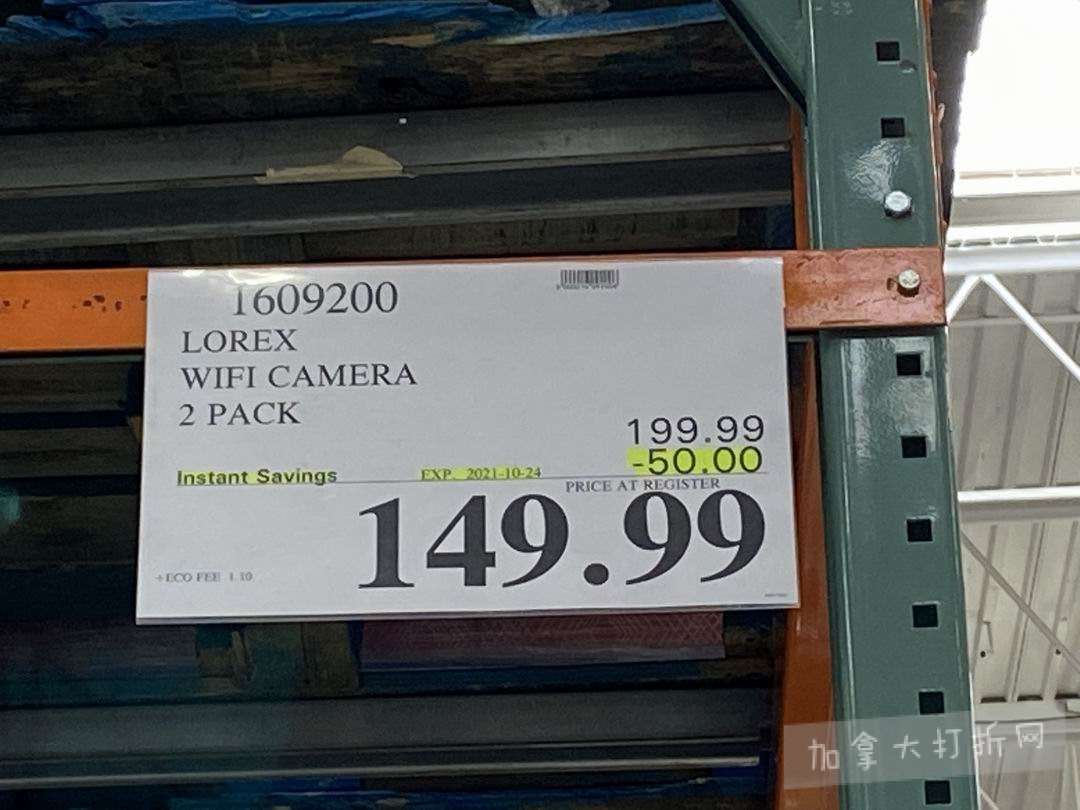 1609200
LOREX
WIFI CAMERA
2 PACK
199.99
Instant Savings EXP. 2021-10-24 -50.00
PRICE AT REGISTER
149.99
+ECO FEE 1.10
加拿大打折网